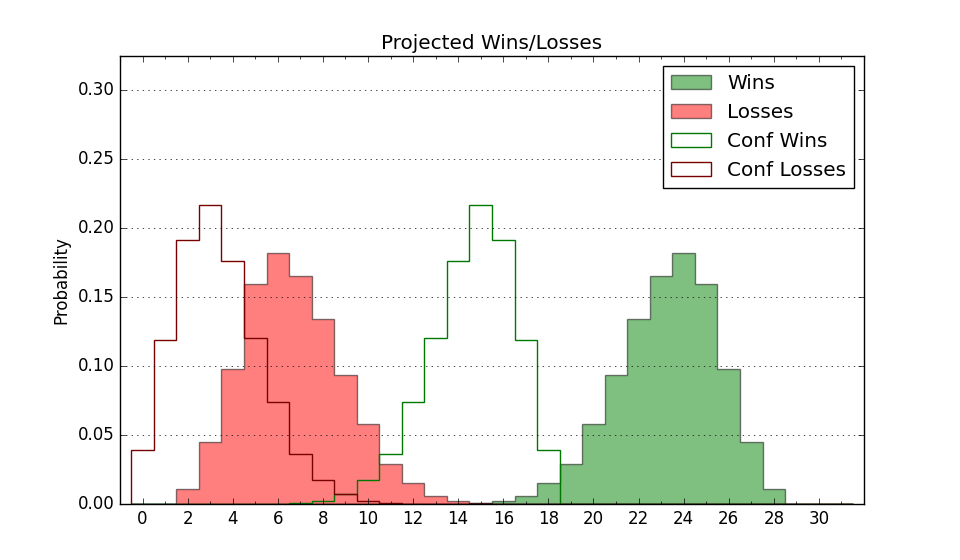 Projected Wins/Losses
0.30
0.25
0.20
0.15
0.10
0.05
0.00
Probability
Wins
Losses
Conf Wins
Conf Losses
0 2 4 6 8 10 12 14 16 18 20 22 24 26 28 30